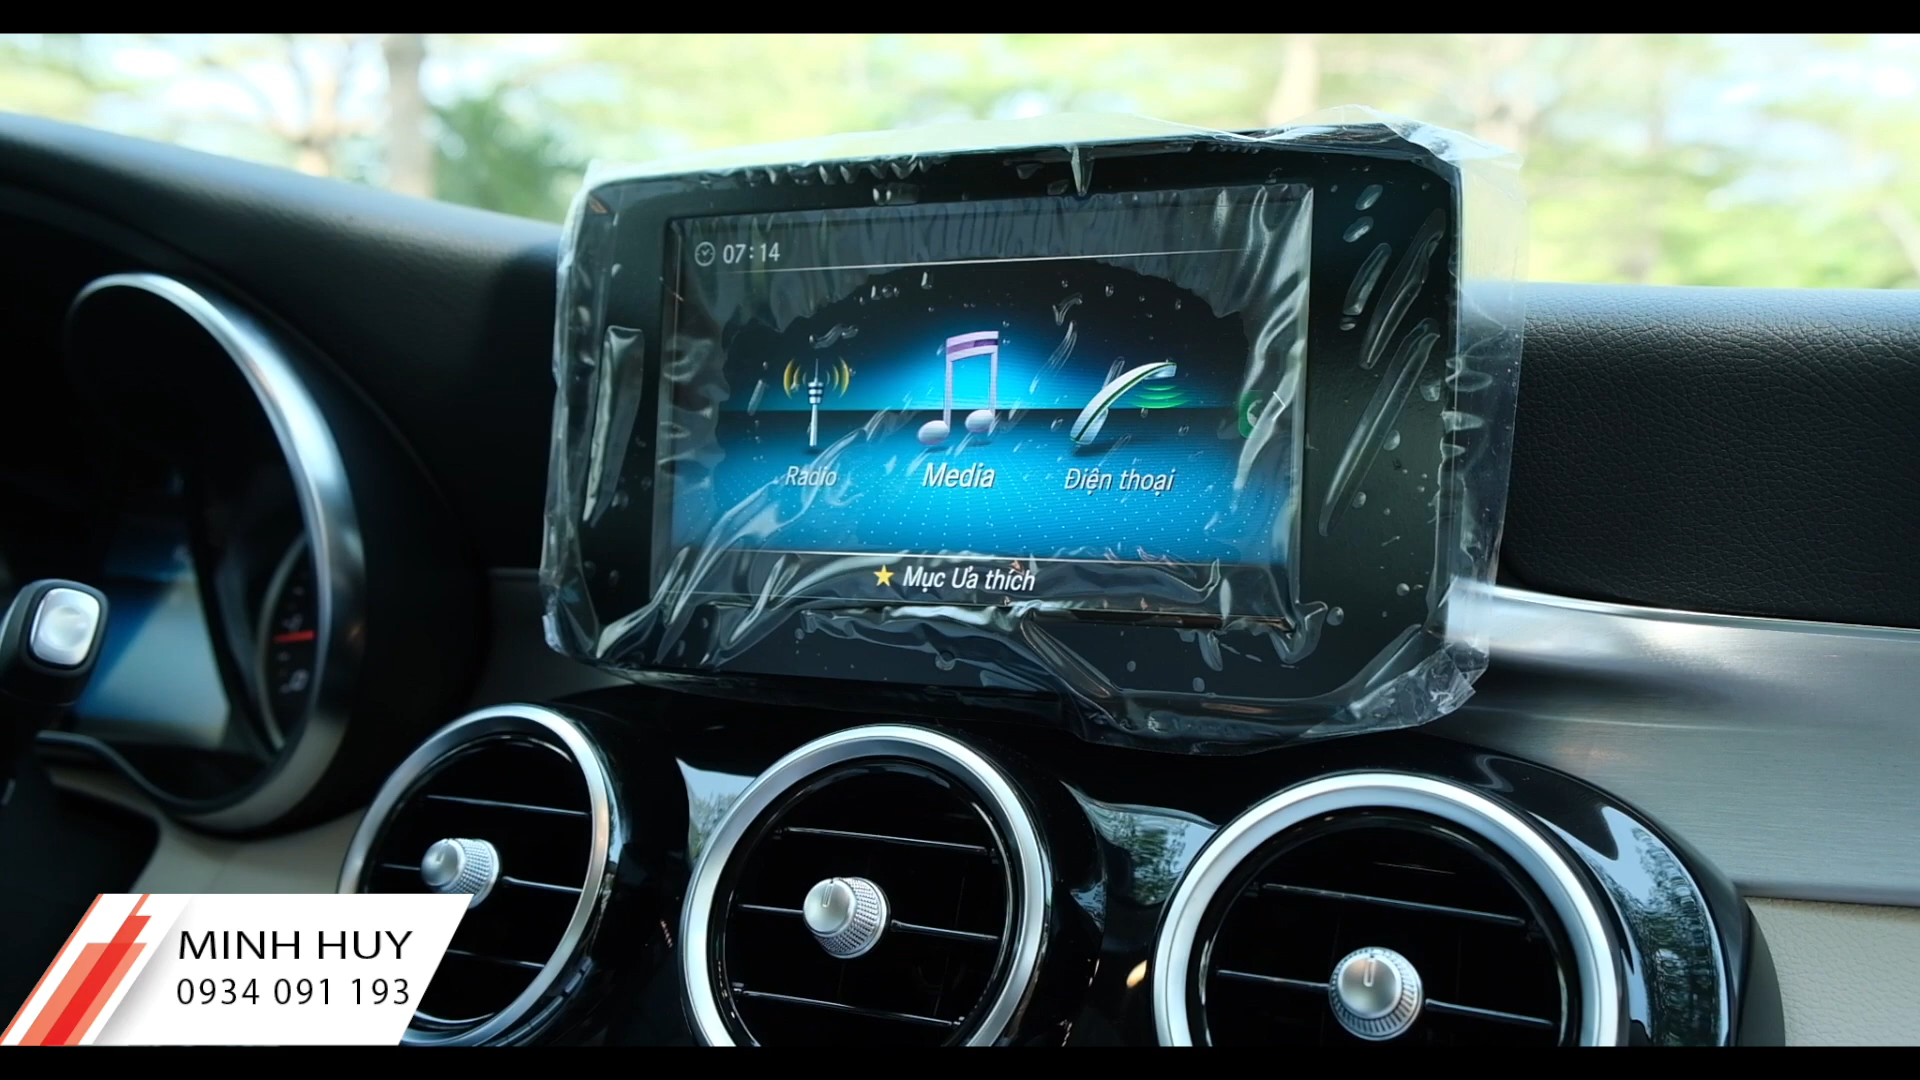 07:14
Radio
Media
Điện thoại
Mục Ưa thích
MINH HUY
0934 091 193